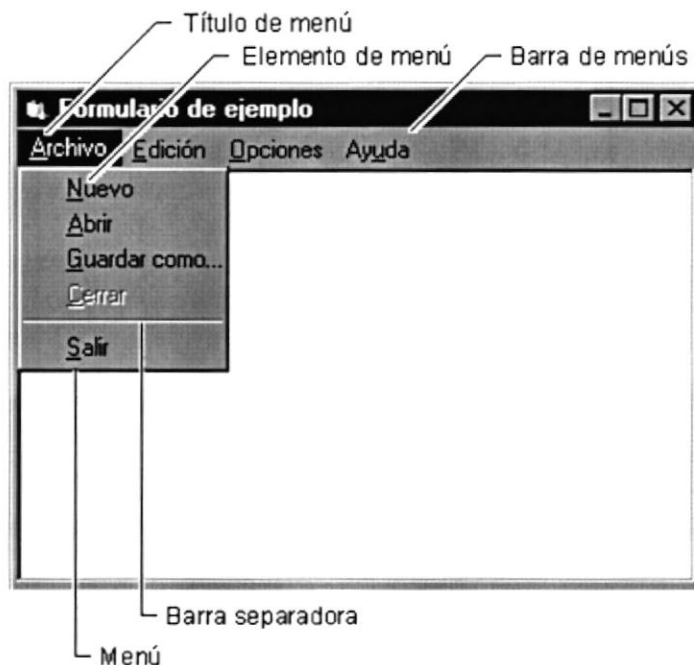 Título de menú
Elemento de menú
Barra de menús
Formulario de ejemplo
Archivo Edición Opciones Ayuda
Nuevo
Abrir
Guardar como...
Cerrar
Salir
Barra separadora
Menú